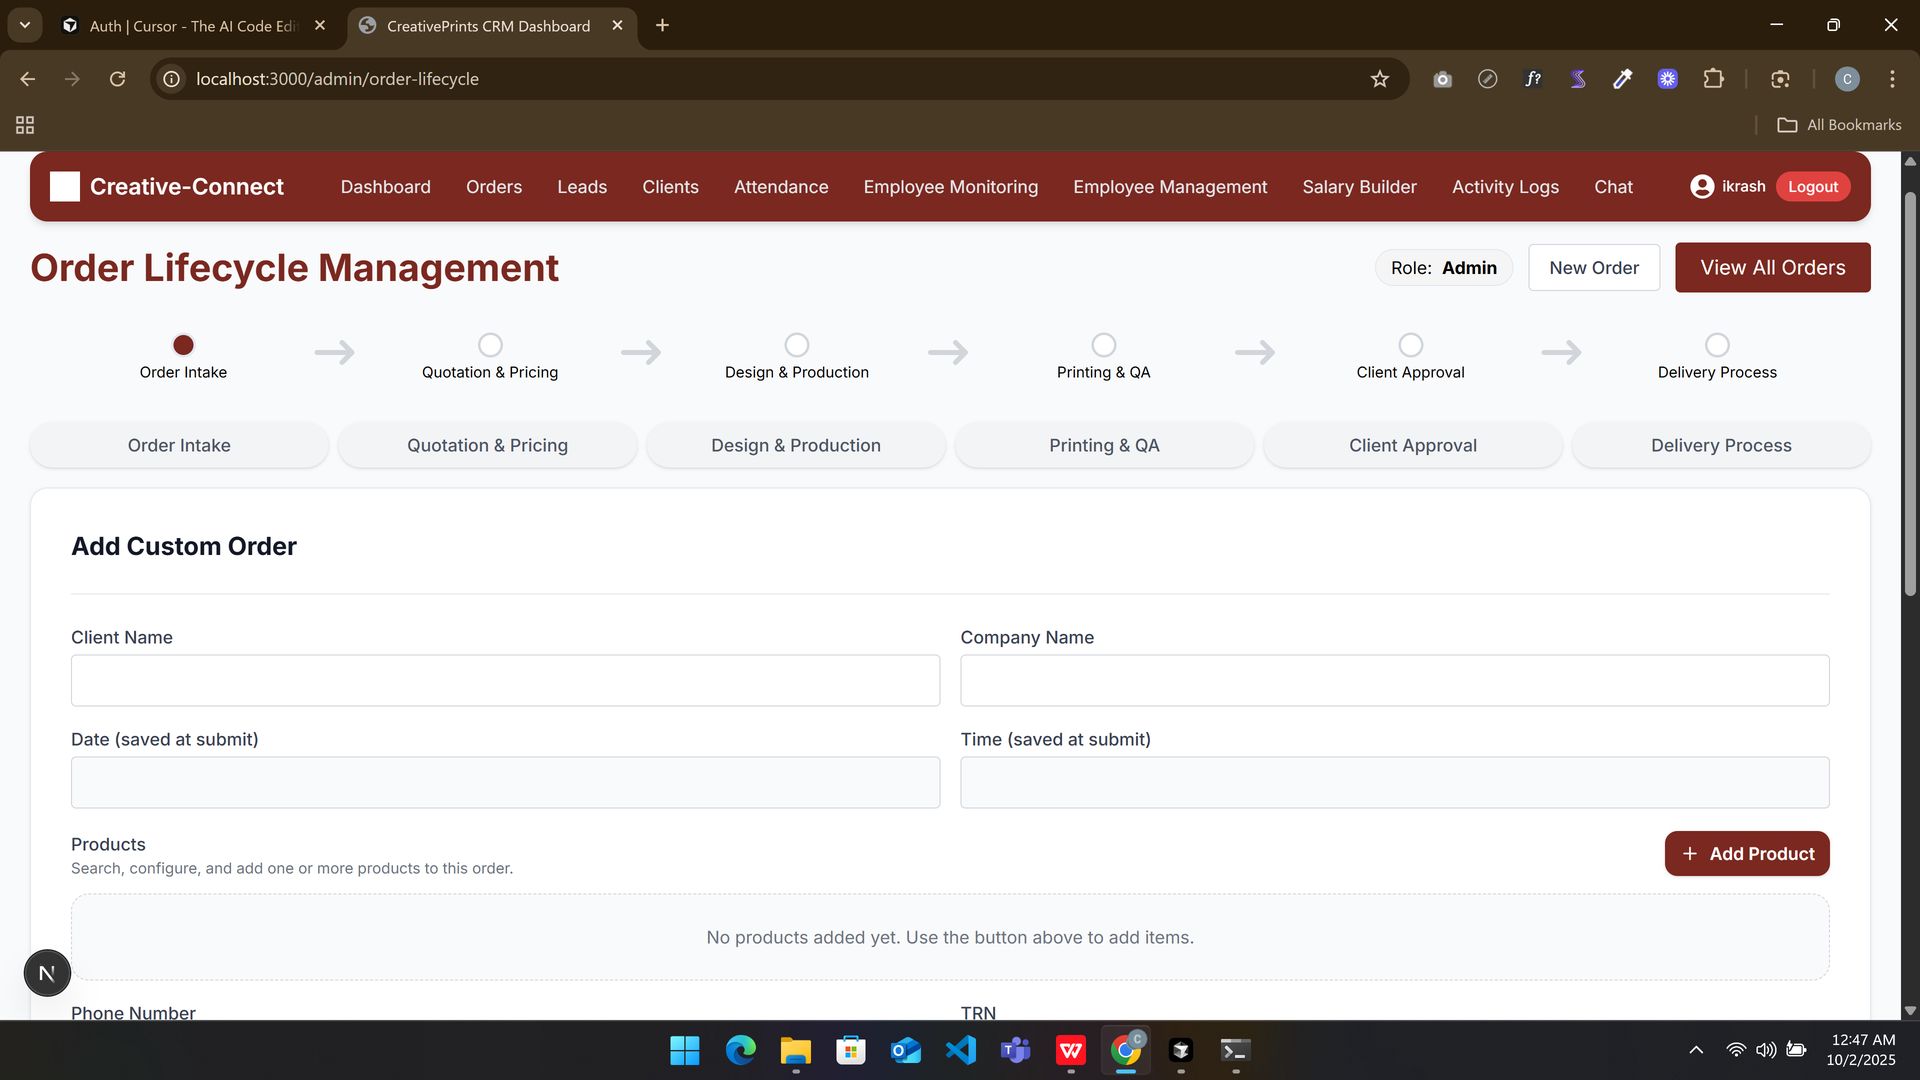 Auth | Cursor - The AI Code Edi
CreativePrints CRM Dashboard
localhost:3000/admin/order-lifecycle
f?
C
All Bookmarks
Creative-Connect
Dashboard
Orders
Leads
Clients
Attendance
Employee Monitoring
Employee Management
Salary Builder
Activity Logs
Chat
ikrash
Logout
Order Lifecycle Management
Role: Admin
New Order
View All Orders
Order Intake
Quotation & Pricing
Design & Production
Printing & QA
Client Approval
Delivery Process
Order Intake
Quotation & Pricing
Design & Production
Printing & QA
Client Approval
Delivery Process
Add Custom Order
Client Name
Company Name
Date (saved at submit)
Time (saved at submit)
Products
Search, configure, and add one or more products to this order.
+ Add Product
No products added yet. Use the button above to add items.
N
Phone Number
TRN
C
12:47 AM
10/2/2025